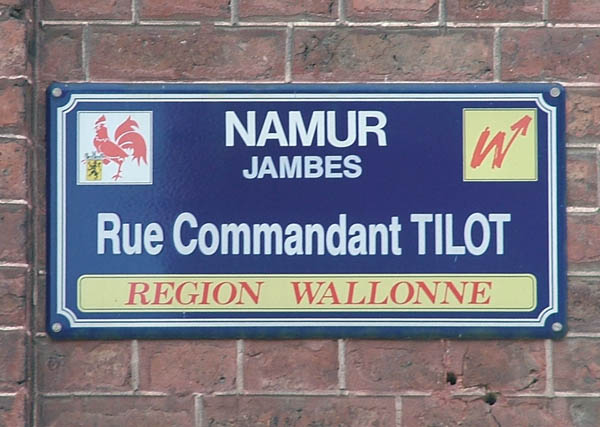 NAMUR
JAMBES
W
Rue Commandant TILOT
REGION WALLONNE